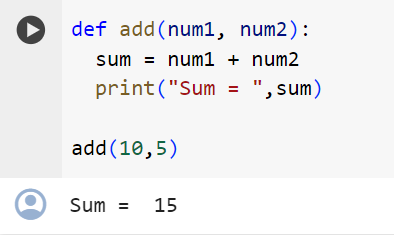 def add(num1, num2):
  sum = num1 + num2
  print("Sum = ",sum)

add(10,5)
Sum =  15